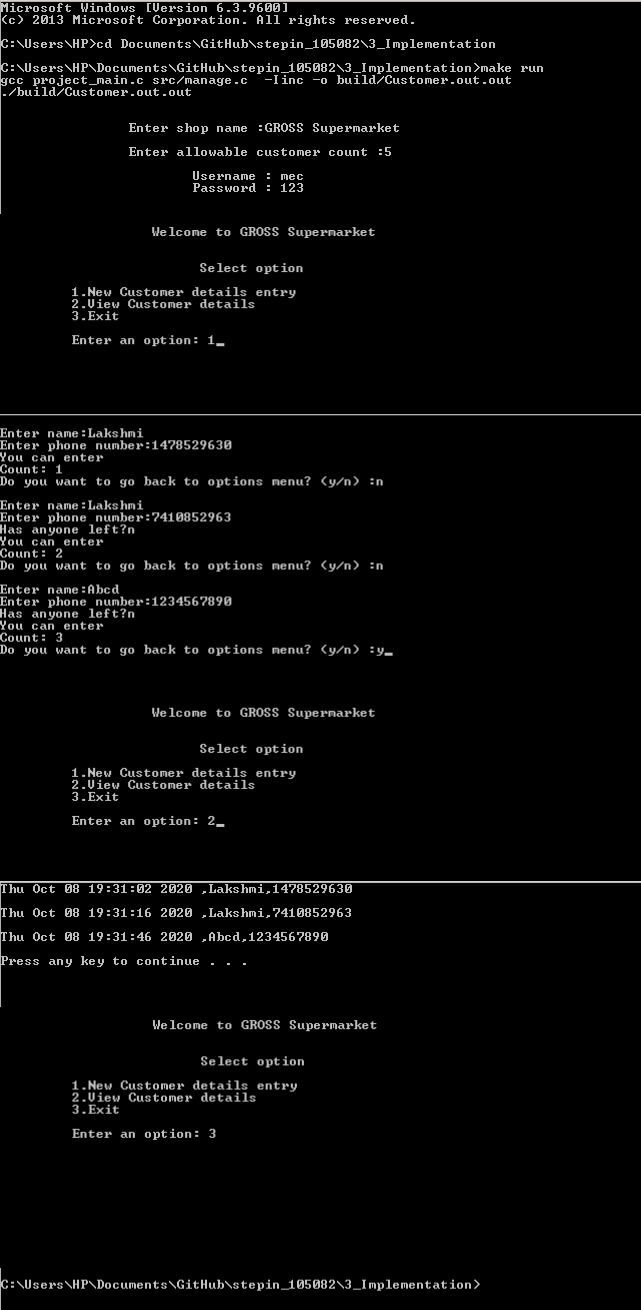 Microsoft Windows [Version 6.3.9600]
(c) 2013 Microsoft Corporation. All rights reserved.
C:\Users\HP>cd Documents\GitHub\stepin_105082\3_Implementation
C:\Users\HP\Documents\GitHub\stepin_105082\3_Implementation>make run
gcc project_main.c src/manage.c  -Iinc -o build/Customer.out.out
./build/Customer.out.out
Enter shop name :GROSS Supermarket
Enter allowable customer count :5
Username : mec
Password : 123
Welcome to GROSS Supermarket
Select option
1.New Customer details entry
2.View Customer details
3.Exit
Enter an option: 1_
Enter name:Lakshmi
Enter phone number:1478529630
You can enter
Count: 1
Do you want to go back to options menu? (y/n) :n
Enter name:Lakshmi
Enter phone number:7410852963
Has anyone left?n
You can enter
Count: 2
Do you want to go back to options menu? (y/n) :n
Enter name:Abcd
Enter phone number:1234567890
Has anyone left?n
You can enter
Count: 3
Do you want to go back to options menu? (y/n) :y_
Welcome to GROSS Supermarket
Select option
1.New Customer details entry
2.View Customer details
3.Exit
Enter an option: 2_
Thu Oct 08 19:31:02 2020 ,Lakshmi,1478529630
Thu Oct 08 19:31:16 2020 ,Lakshmi,7410852963
Thu Oct 08 19:31:46 2020 ,Abcd,1234567890
Press any key to continue . . .
Welcome to GROSS Supermarket
Select option
1.New Customer details entry
2.View Customer details
3.Exit
Enter an option: 3
C:\Users\HP\Documents\GitHub\stepin_105082\3_Implementation>